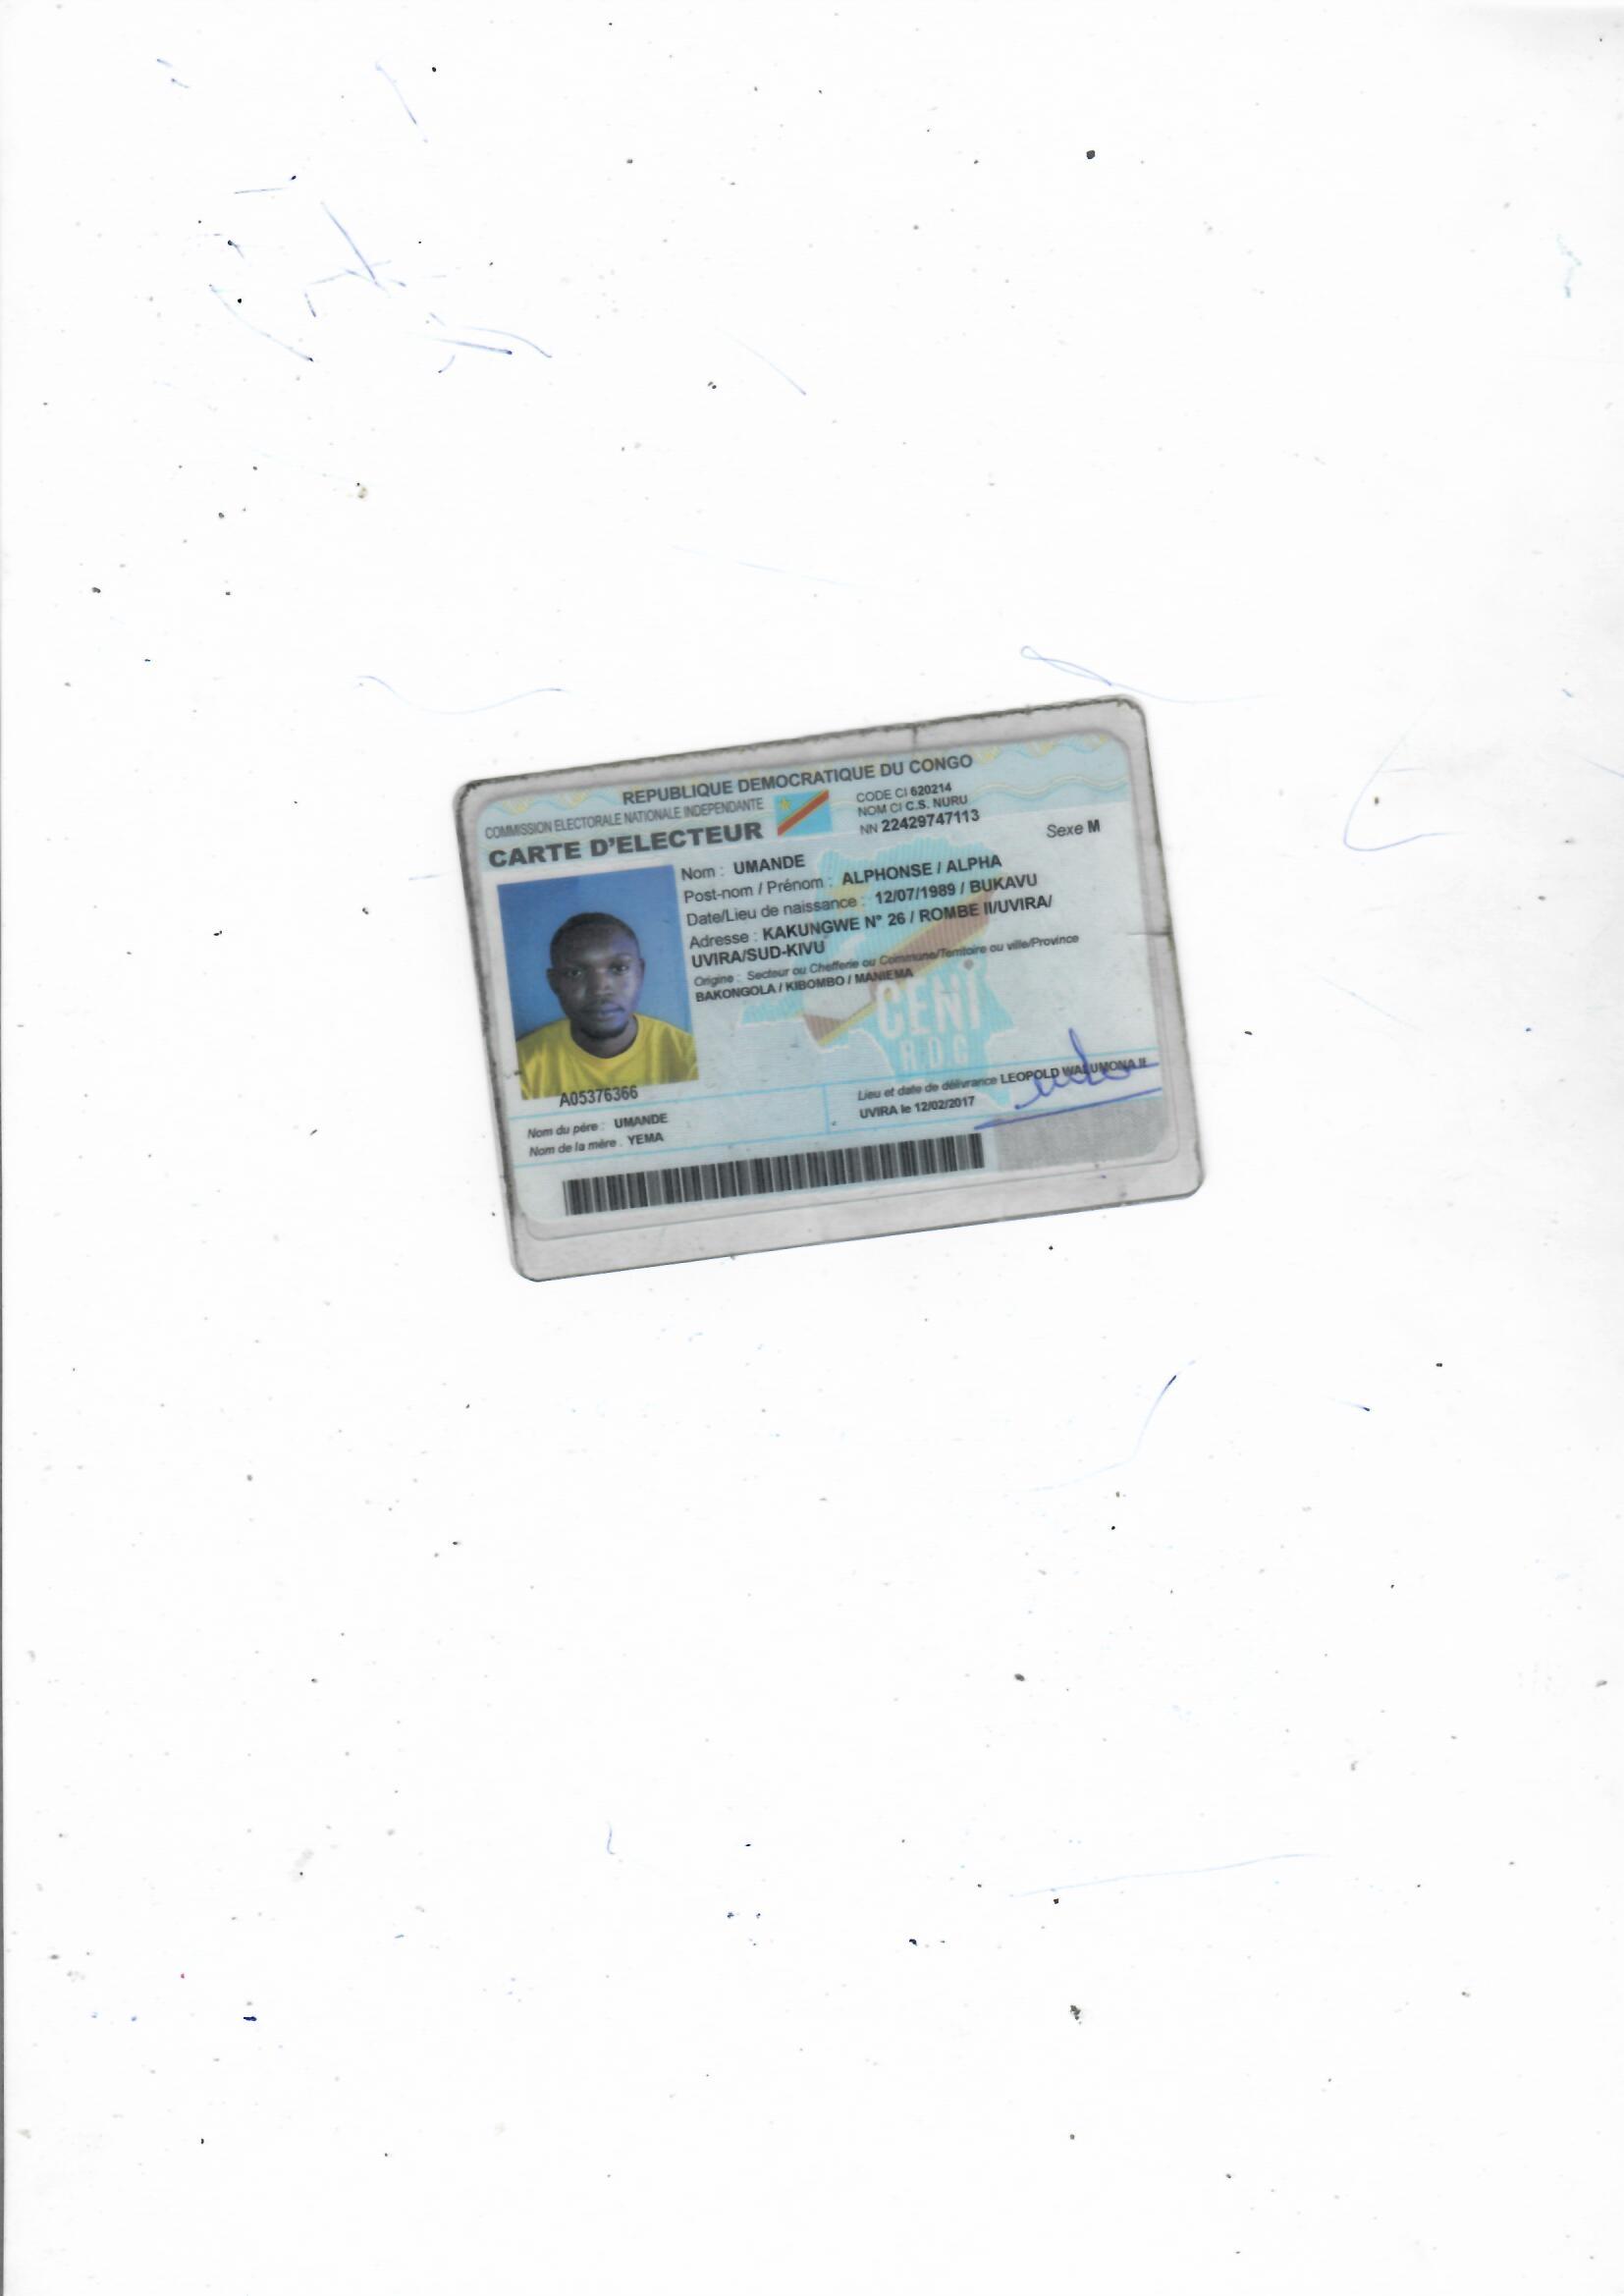 REPUBLIQUE DEMOCRATIQUE DU CONGO
COMMISSION ELECTORALE NATIONALE INDEPENDANTE
CARTE D'ELECTEUR
CODE CI 620214
NOM CI C.S. NURU
NN 22429747113
Sexe M
Nom : UMANDE
Post-nom / Prénom : ALPHONSE / ALPHA
Date/Lieu de naissance : 12/07/1989 / BUKAVU
Adresse : KAKUNGWE N° 26 / ROMBE II/UVIRA/
UVIRA/SUD-KIVU
Origine : Secteur ou Chefferie ou Commune/Territoire ou ville/Province
BAKONGOLA / KIBOMBO / MANIEMA
CENI
RDC
A05376366
Nom du père : UMANDE
Nom de la mère : YEMA
Lieu et date de délivrance LEOPOLD WALUMONA II
UVIRA le 12/02/2017